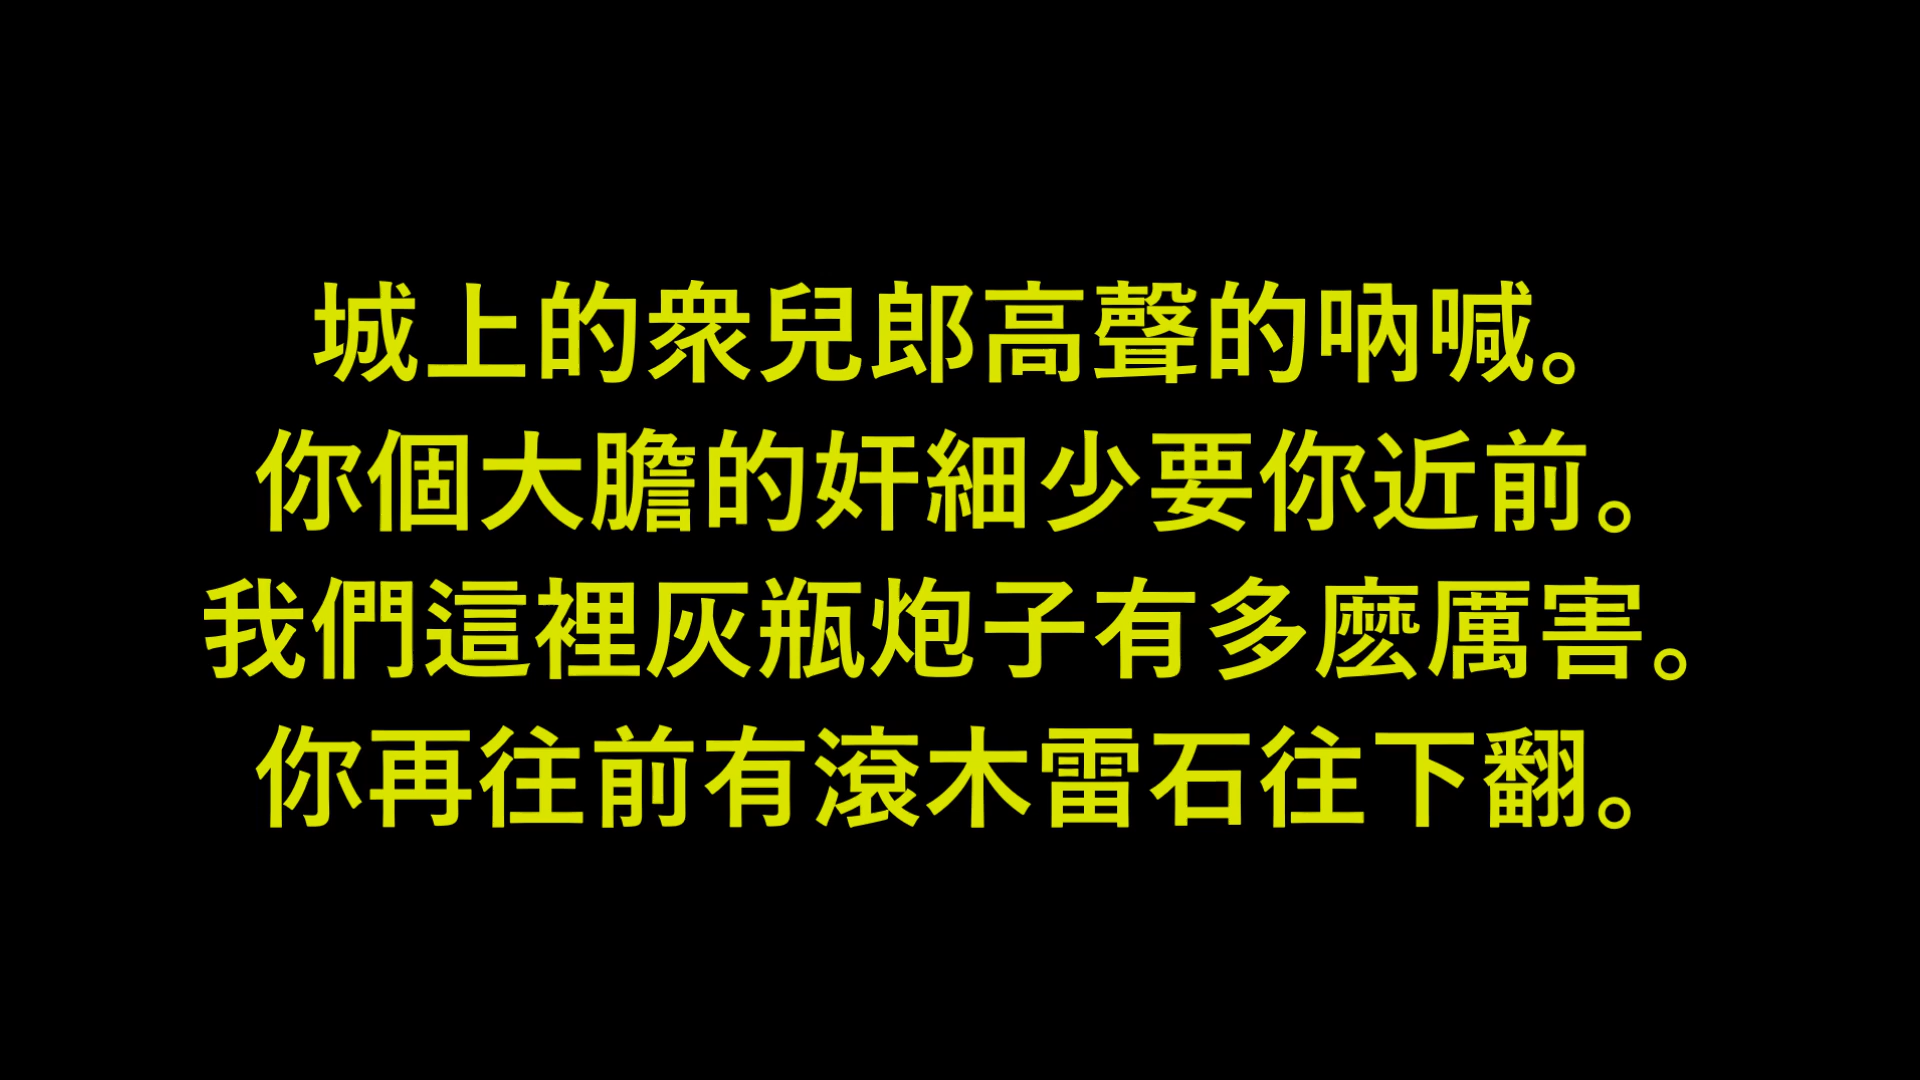 城上的衆兒郎高聲的吶喊。
你個大膽的奸細少要你近前。
我們這裡灰瓶炮子有多麽厲害。
你再往前有滾木雷石往下翻。